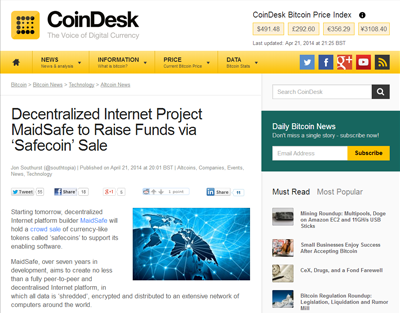 CoinDesk
The Voice of Digital Currency
CoinDesk Bitcoin Price Index
$491.48 £292.60 €356.29 ¥3108.40
Last updated: Apr 21, 2014 at 21:25 BST
NEWS
News & analysis
INFORMATION
What is bitcoin?
PRICE
Current Bitcoin Price
DATA
Bitcoin State
Bitcoin > Bitcoin News > Technology > Altcoin News
Decentralized Internet Project
MaidSafe to Raise Funds via
‘Safecoin’ Sale
Jon Southurst (@southtopia) | Published on April 21, 2014 at 20:01 BST | Altcoins, Companies, Events,
News, Technology
Tweet
Share 18
5
1 points
Share
Starting tomorrow, decentralized
Internet platform builder MaidSafe will
hold a crowd sale of currency-like
tokens called 'safecoins' to support its
enabling software.
MaidSafe, over seven years in
development, aims to create no less
than a fully peer-to-peer and
decentralised Internet platform, in
which all data is 'shredded', encrypted and distributed to an extensive network of
computers around the world.
Search CoinDesk
Daily Bitcoin News
Don't miss a single story - subscribe now!
Email Address
Subscribe
Must Read Most Popular
Mining Roundup: Multipools, Doge
on Amazon EC2 and 11GH/s USB
Sticks
Small Businesses Enjoy Success
After Accepting Bitcoin
CeX, Drugs, and a Fond Farewell
Bitcoin Regulation Roundup:
Legislation, Liquidation and Rumor
Mill